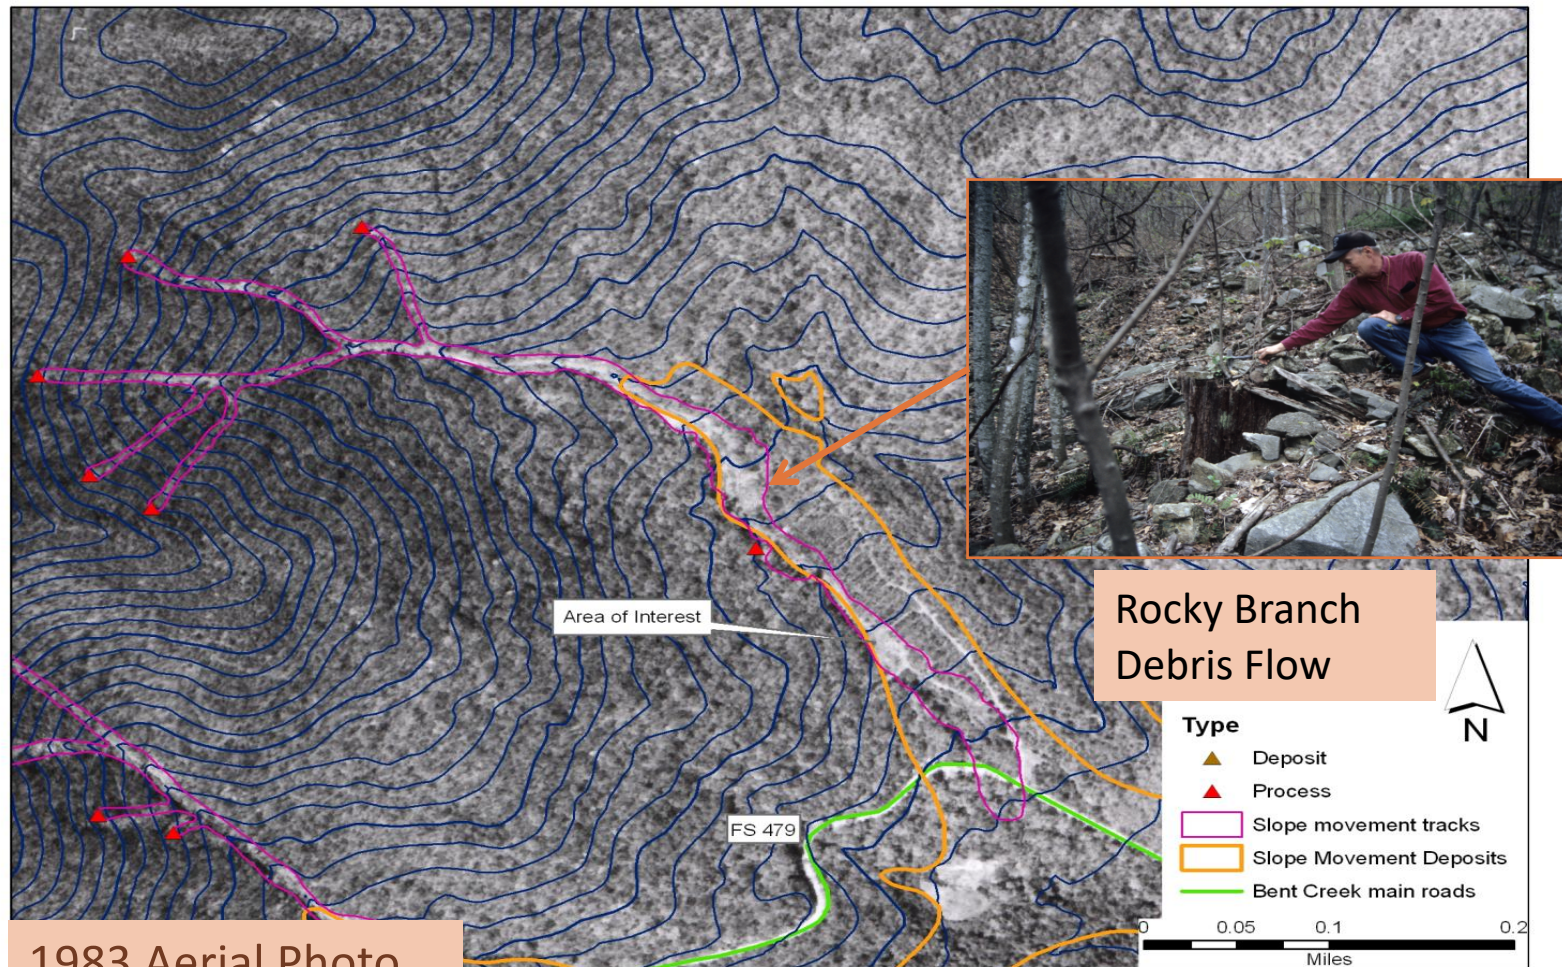 Area of Interest
Rocky Branch
Debris Flow
N
Type
Deposit
Process
Slope movement tracks
Slope Movement Deposits
Bent Creek main roads
FS 479
0 0.05 0.1 0.2
Miles
1983 Aerial Photo